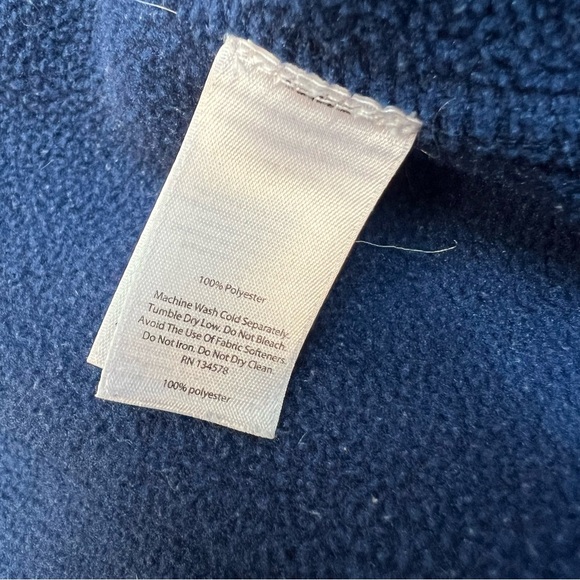 100% Polyester
Machine Wash Cold Separately.
Tumble Dry Low. Do Not Bleach.
Avoid The Use Of Fabric Softeners.
Do Not Iron. Do Not Dry Clean.
RN 134578
100% polyester